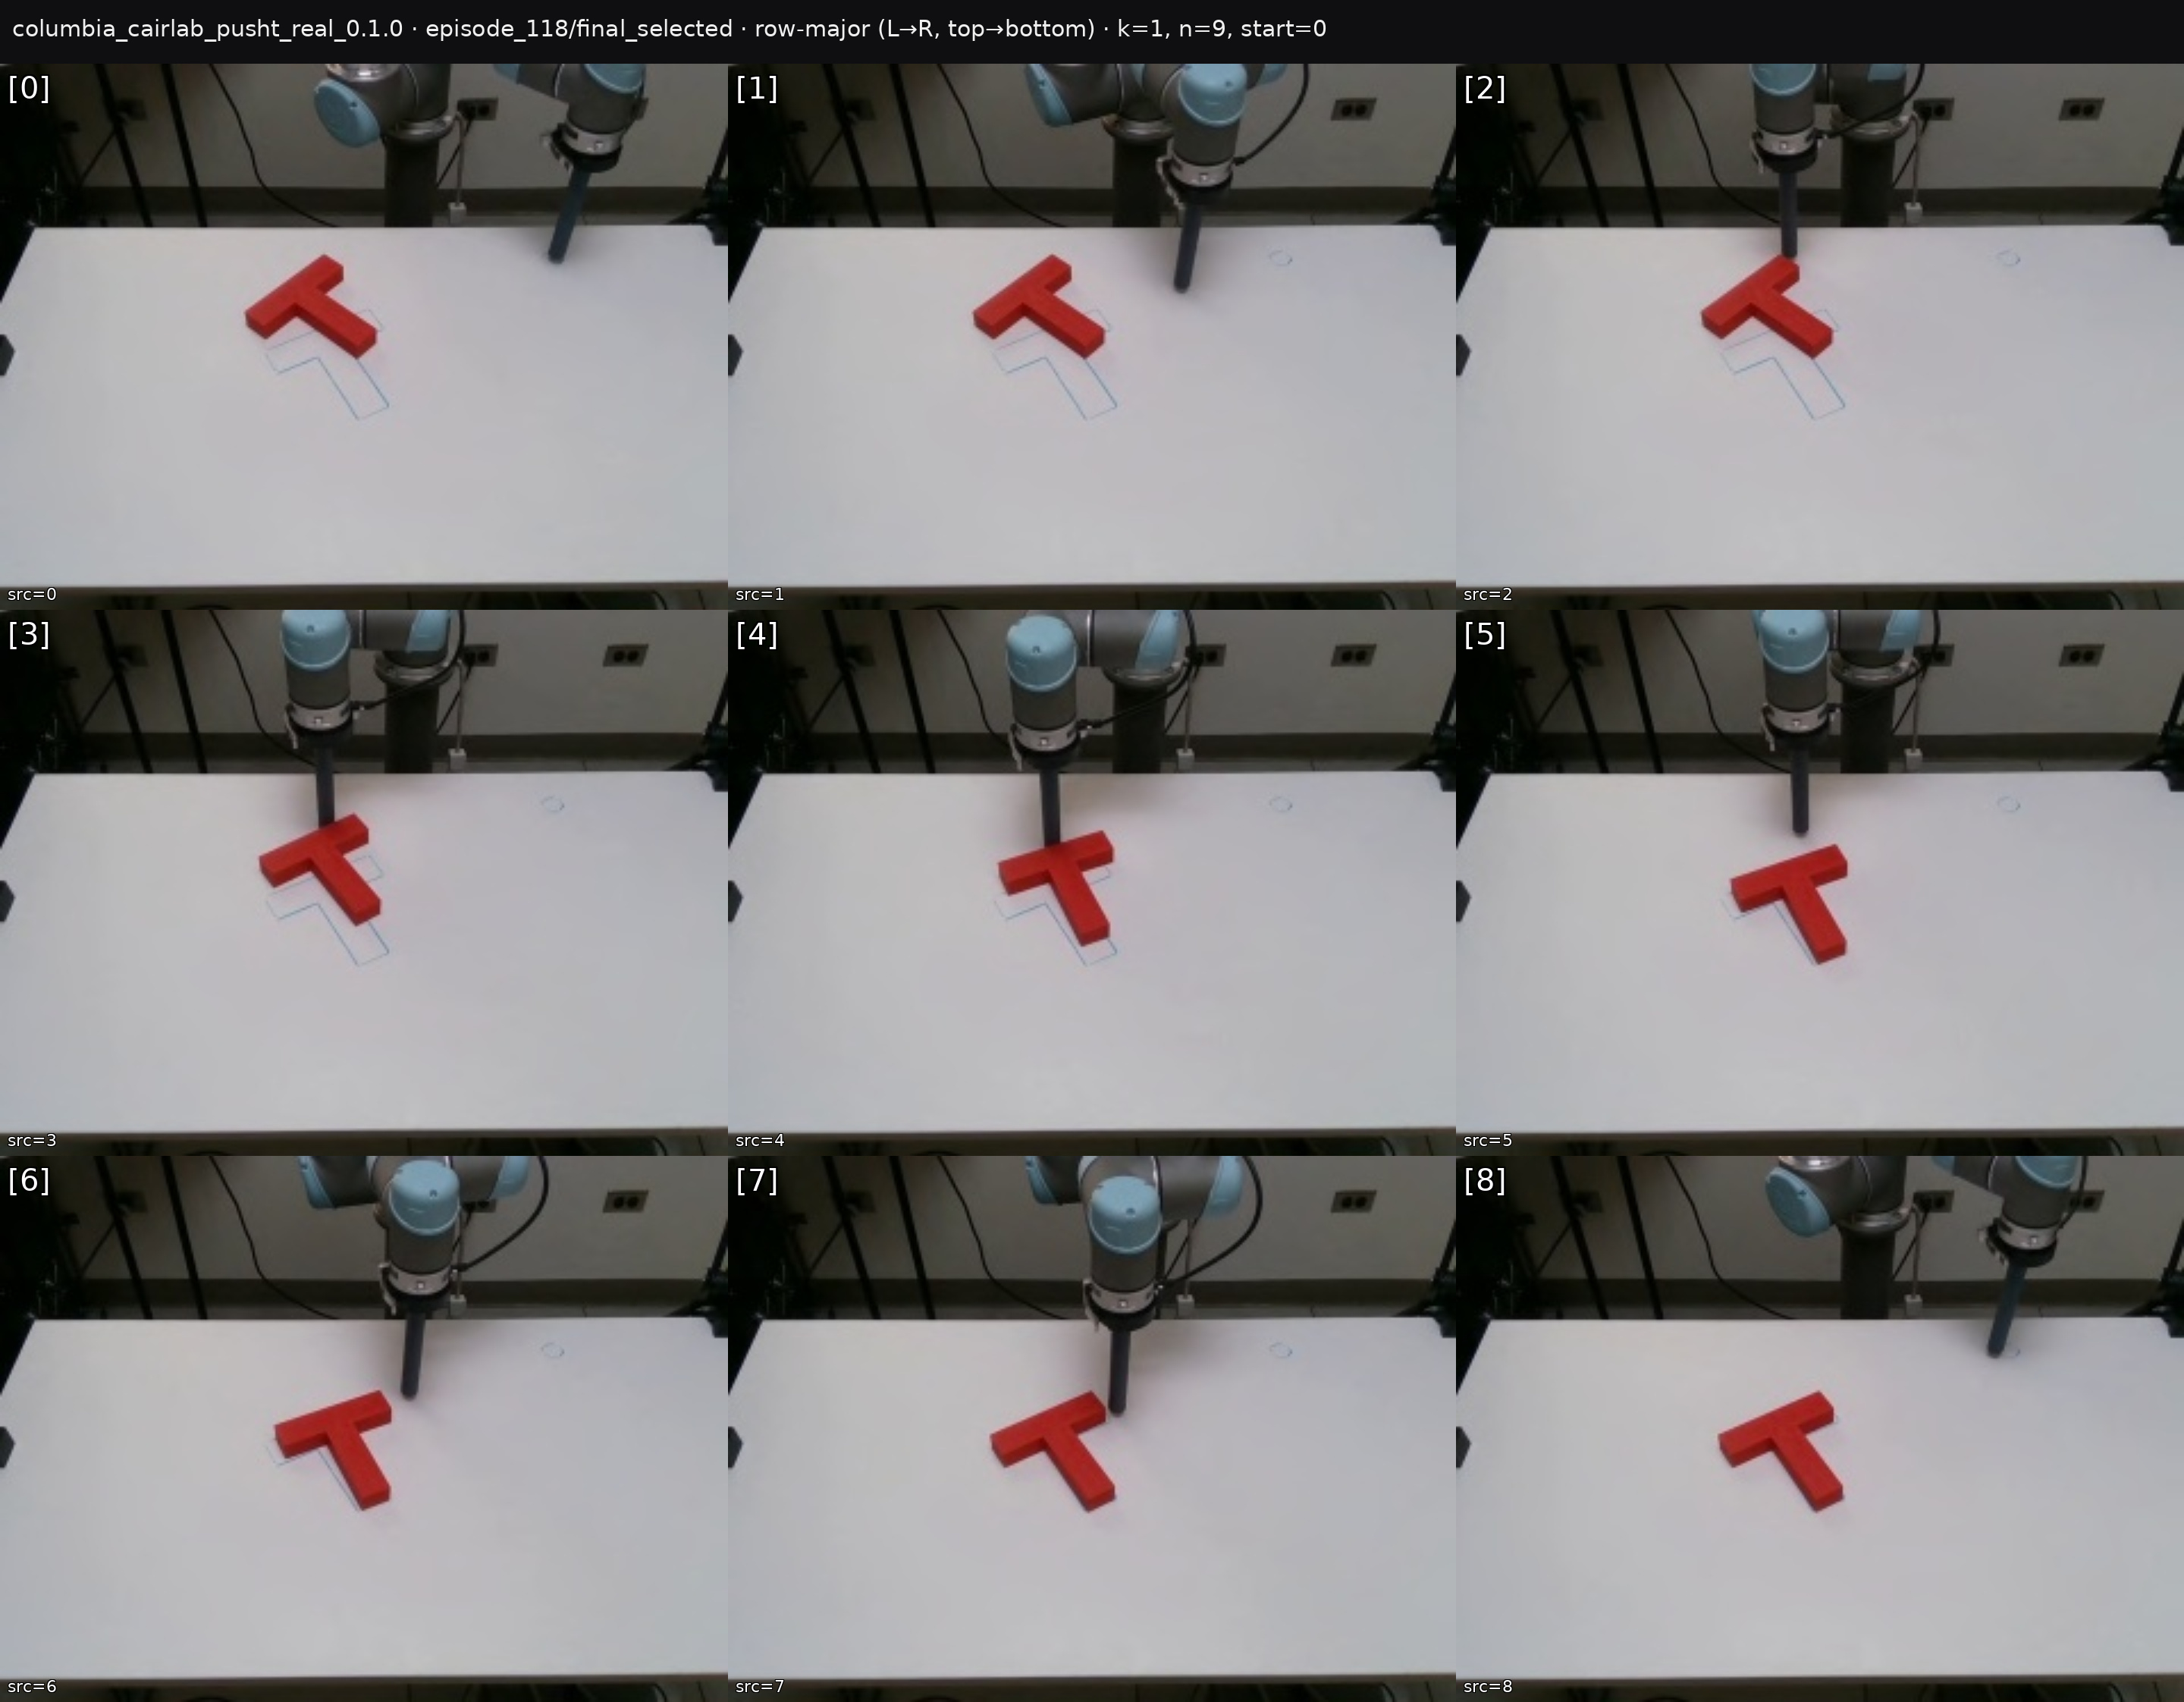 columbia_cairlab_pusht_real_0.1.0 · episode_118/final_selected · row-major (L→R, top→bottom) · k=1, n=9, start=0
[0]
[1]
[2]
src=0
src=1
src=2
[3]
[4]
[5]
src=3
src=4
src=5
[6]
[7]
[8]
src=6
src=7
src=8